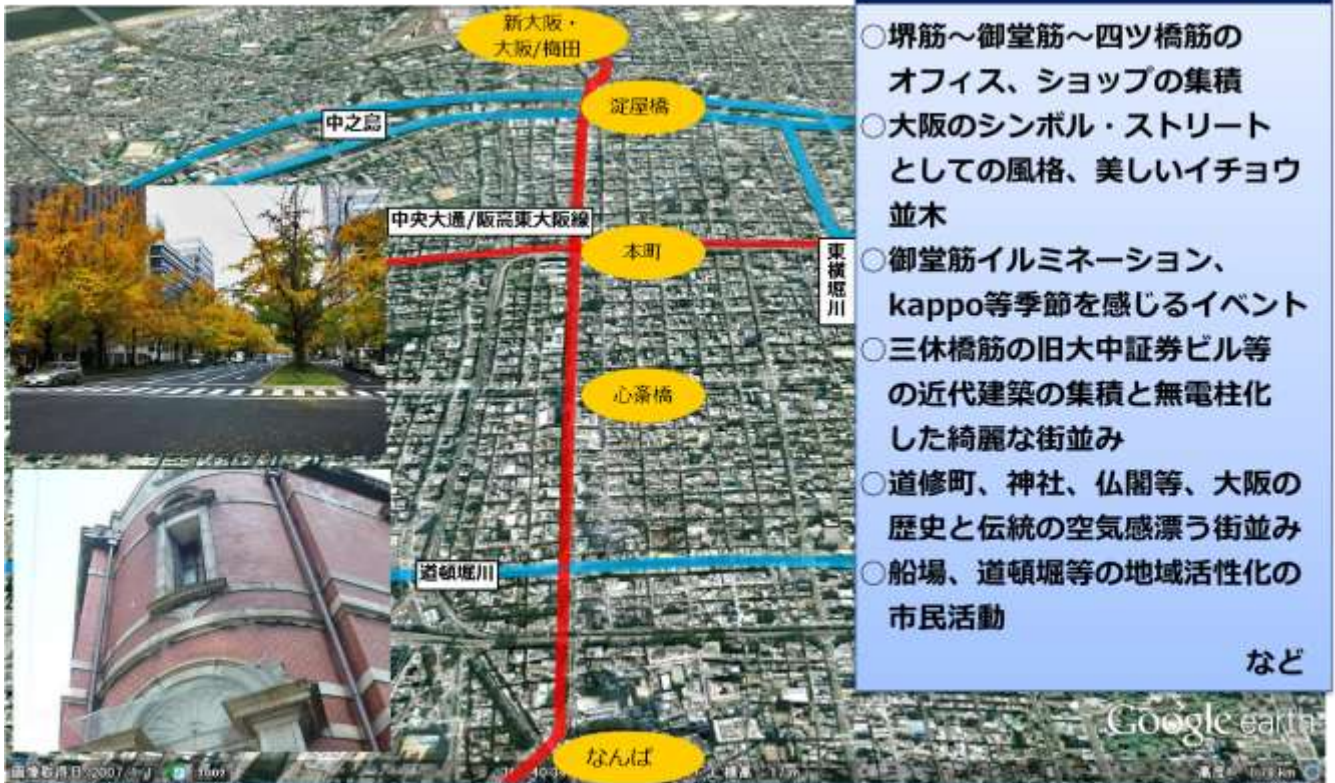 新大阪・
大阪/梅田
淀屋橋
中之島
中央大通/阪高東大阪線
本町
東横堀川
心斎橋
道頓堀川
なんば
○堺筋～御堂筋～四ツ橋筋の
オフィス、ショップの集積
○大阪のシンボル・ストリート
としての風格、美しいイチョウ
並木
○御堂筋イルミネーション、
kappo等季節を感じるイベント
○三休橋筋の旧大中証券ビル等
の近代建築の集積と無電柱化
した綺麗な街並み
○道修町、神社、仏閣等、大阪の
歴史と伝統の空気感漂う街並み
○船場、道頓堀等の地域活性化の
市民活動
など
Google earth